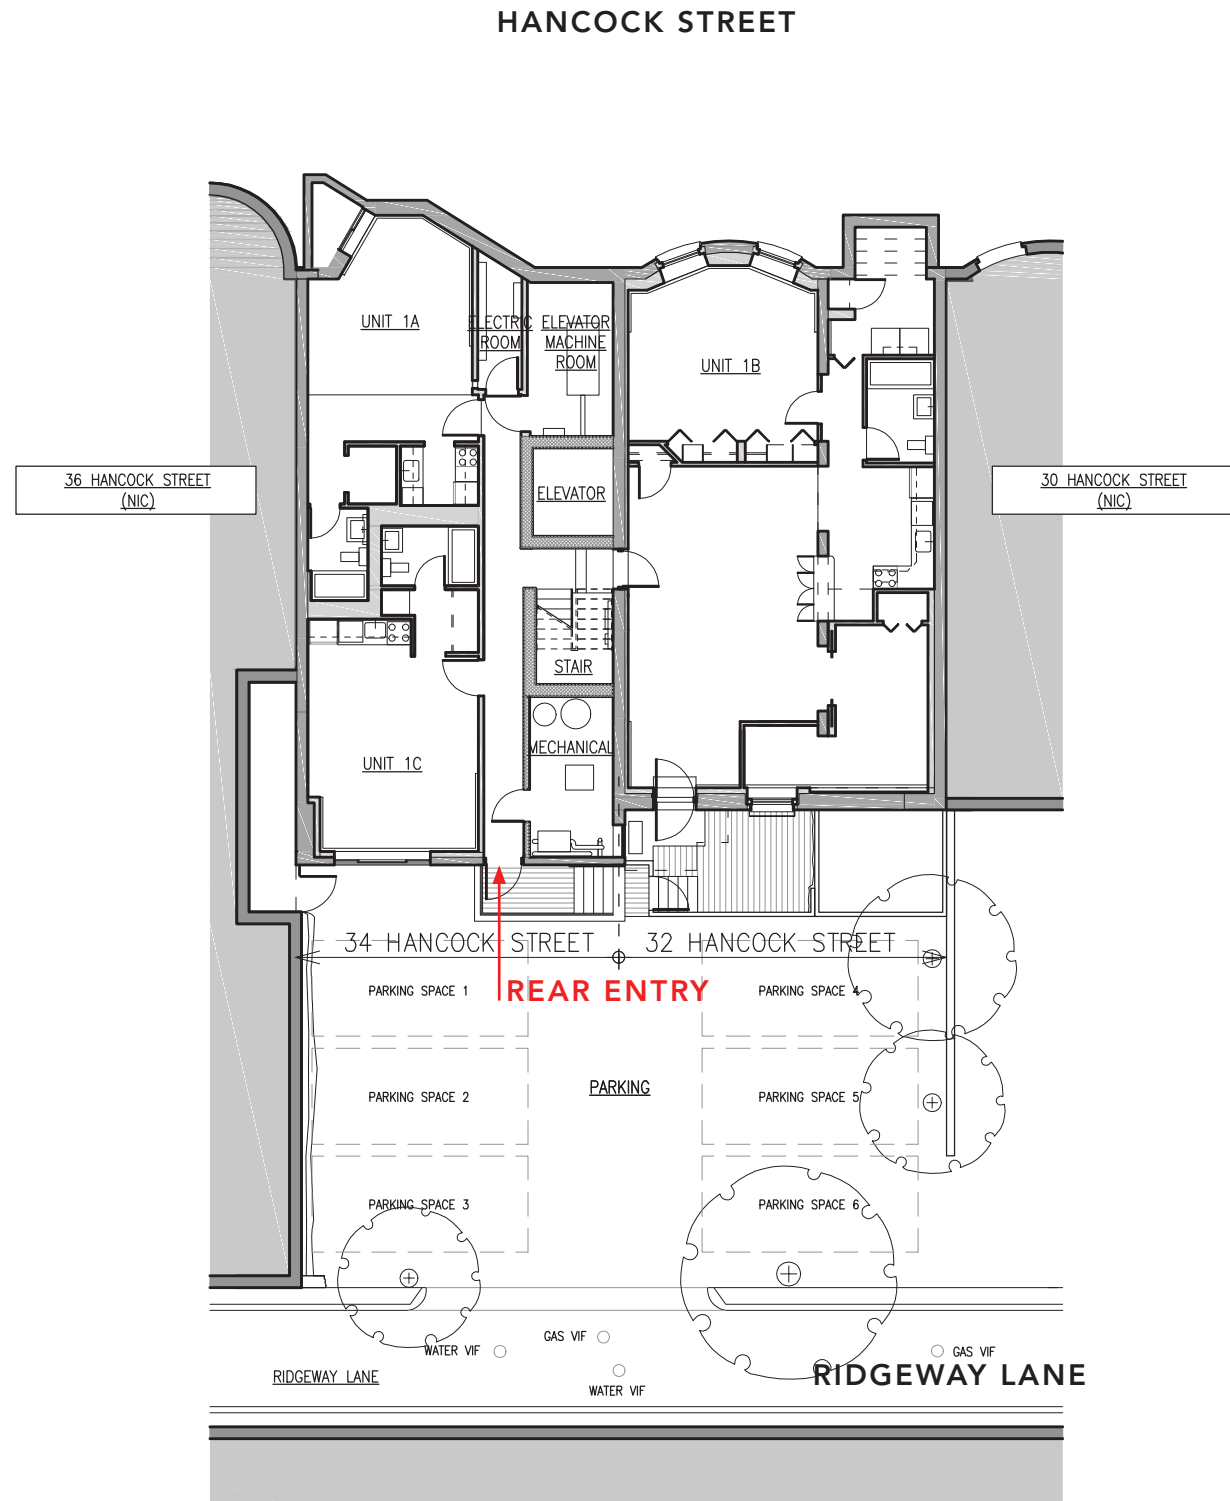 HANCOCK STREET
UNIT 1A
ELECTRIC
ROOM
ELEVATOR
MACHINE
ROOM
UNIT 1B
36 HANCOCK STREET
(NIC)
ELEVATOR
30 HANCOCK STREET
(NIC)
STAIR
UNIT 1C
MECHANICAL
34 HANCOCK STREET
32 HANCOCK STREET
REAR ENTRY
PARKING SPACE 1
PARKING SPACE 4
PARKING SPACE 2
PARKING
PARKING SPACE 5
PARKING SPACE 3
PARKING SPACE 6
GAS VIF
WATER VIF
GAS VIF
RIDGEWAY LANE
RIDGEWAY LANE
WATER VIF